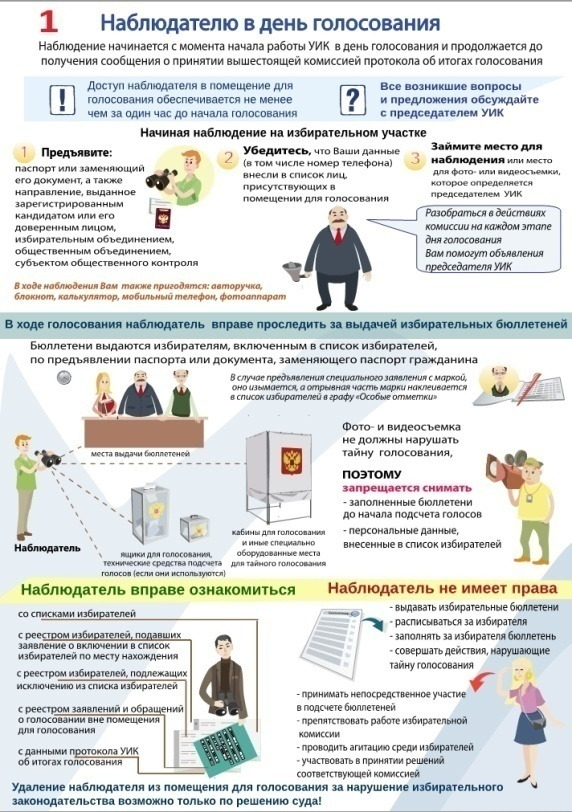 1 Наблюдателю в день голосования
Наблюдение начинается с момента начала работы УИК в день голосования и продолжается до
получения сообщения о принятии вышестоящей комиссией протокола об итогах голосования
!
Доступ наблюдателя в помещение для
голосования обеспечивается не менее
чем за один час до начала голосования
?
Все возникшие вопросы
и предложения обсуждайте
с председателем УИК
Начиная наблюдение на избирательном участке
1 Предъявите:
паспорт или заменяющий
его документ, а также
направление, выданное
зарегистрированным
кандидатом или его
доверенным лицом,
избирательным объединением,
общественным объединением,
субъектом общественного контроля
2 Убедитесь, что Ваши данные
(в том числе номер телефона)
внесли в список лиц,
присутствующих в
помещении для голосования
3 Займите место для
наблюдения или место
для фото- или видеосъемки,
которое определяется
председателем УИК
Разобраться в действиях
комиссии на каждом этапе
дня голосования
Вам помогут объявления
председателя УИК
В ходе наблюдения Вам также пригодятся: авторучка,
блокнот, калькулятор, мобильный телефон, фотоаппарат
В ходе голосования наблюдатель вправе проследить за выдачей избирательных бюллетеней
Бюллетени выдаются избирателям, включенным в список избирателей,
по предъявлении паспорта или документа, заменяющего паспорт гражданина
В случае предъявления специального заявления с маркой,
оно изымается, а отрывная часть марки наклеивается
в список избирателей в графу «Особые отметки»
места выдачи бюллетеней
Наблюдатель
ящики для голосования,
технические средства подсчета
голосов (если они используются)
кабины для голосования
и иные специально
оборудованные места
для тайного голосования
Фото- и видеосъемка
не должны нарушать
тайну голосования,
ПОЭТОМУ
запрещается снимать
- заполненные бюллетени
до начала подсчета голосов
- персональные данные,
внесенные в список избирателей
Наблюдатель вправе ознакомиться
со списками избирателей
с реестром избирателей, подавших
заявление о включении в список
избирателей по месту нахождения
с реестром избирателей, подлежащих
исключению из списка избирателей
с реестром заявлений и обращений
о голосовании вне помещения
для голосования
с данными протокола УИК
об итогах голосования
Наблюдатель не имеет права
- выдавать избирательные бюллетени
- расписываться за избирателя
- заполнять за избирателя бюллетень
- совершать действия, нарушающие
тайну голосования
- принимать непосредственное участие
в подсчете бюллетеней
- препятствовать работе избирательной
комиссии
- проводить агитацию среди избирателей
- участвовать в принятии решений
соответствующей комиссией
Удаление наблюдателя из помещения для голосования за нарушение избирательного
законодательства возможно только по решению суда!